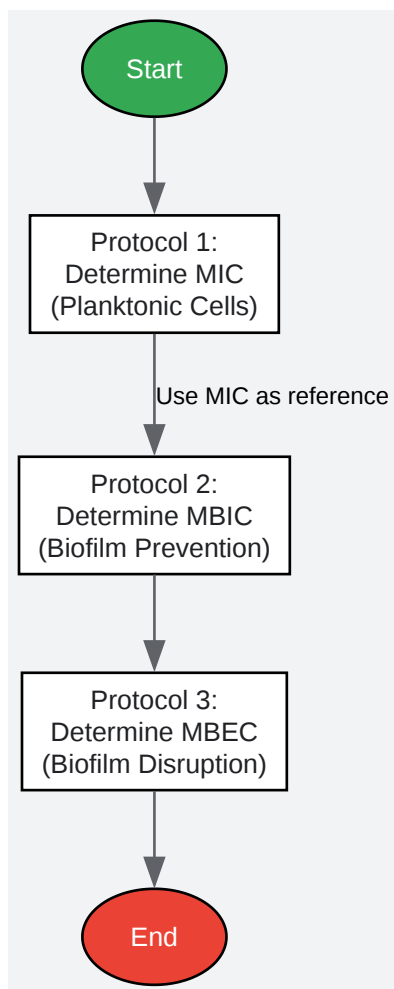 Start
Protocol 1:
Determine MIC
(Planktonic Cells)
Use MIC as reference
Protocol 2:
Determine MBIC
(Biofilm Prevention)
Protocol 3:
Determine MBEC
(Biofilm Disruption)
End